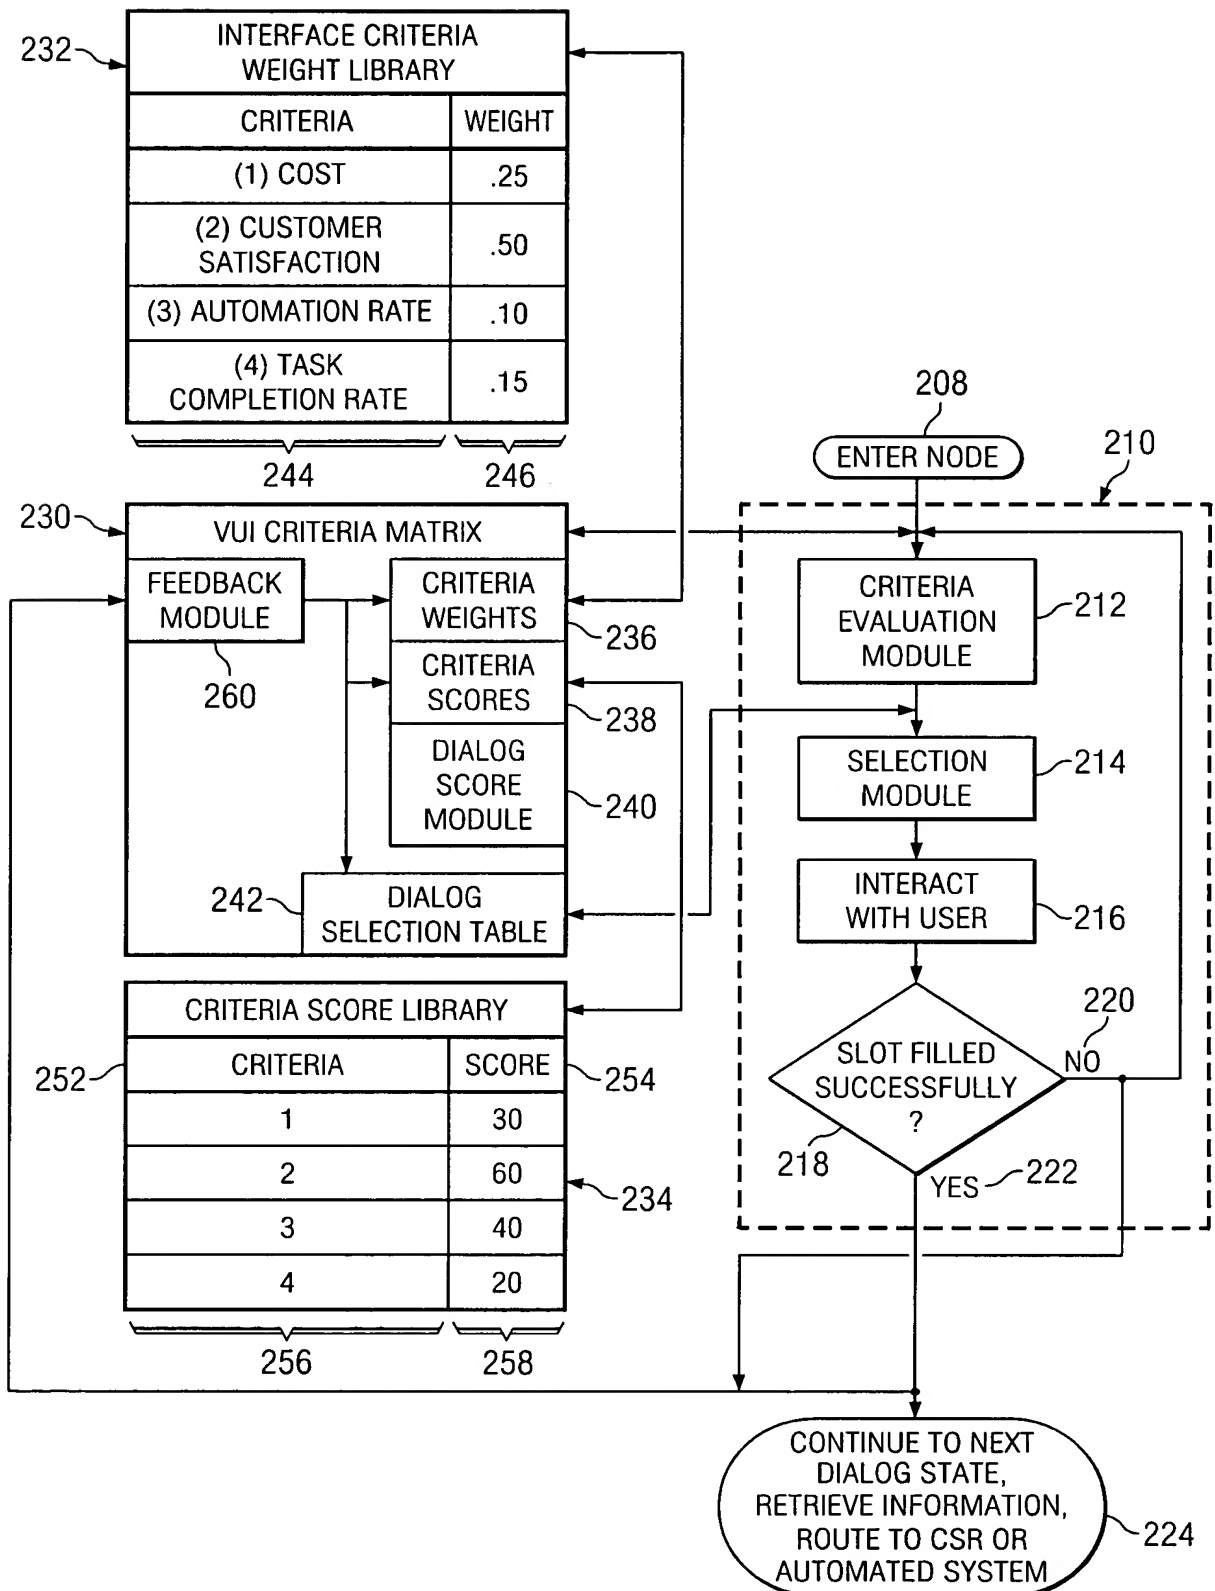 232
INTERFACE CRITERIA
WEIGHT LIBRARY
CRITERIA WEIGHT
(1) COST .25
(2) CUSTOMER
SATISFACTION
.50
(3) AUTOMATION RATE .10
(4) TASK
COMPLETION RATE
.15
244 246
230
VUI CRITERIA MATRIX
FEEDBACK
MODULE
260
CRITERIA
WEIGHTS
236
CRITERIA
SCORES
238
DIALOG
SCORE
MODULE
240
242
DIALOG
SELECTION TABLE
CRITERIA SCORE LIBRARY
252
CRITERIA SCORE
254
1 30
2 60
3 40
4 20
234
256 258
208
ENTER NODE
210
CRITERIA
EVALUATION
MODULE
212
SELECTION
MODULE
214
INTERACT
WITH USER
216
SLOT FILLED
SUCCESSFULLY
?
218
220
NO
YES
222
CONTINUE TO NEXT
DIALOG STATE,
RETRIEVE INFORMATION,
ROUTE TO CSR OR
AUTOMATED SYSTEM
224